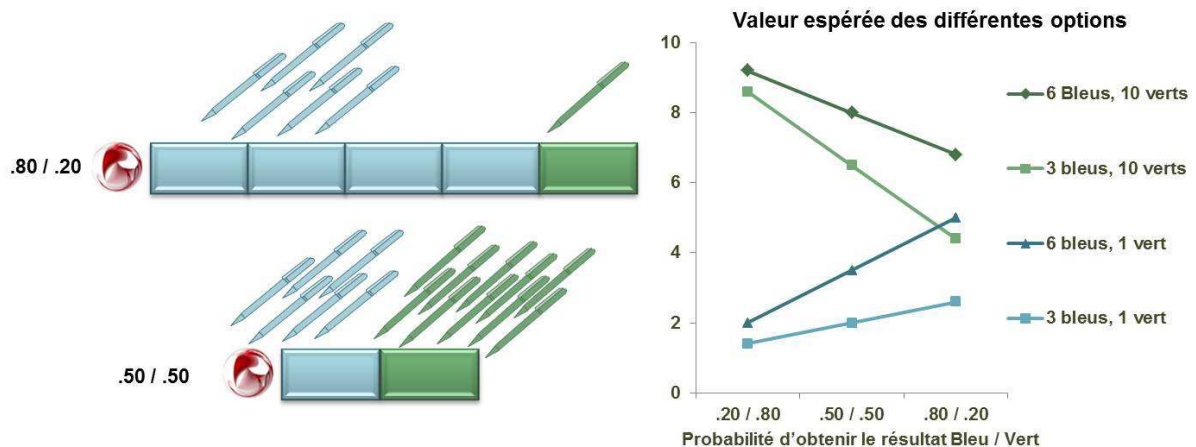 .80 / .20
.50 / .50
Valeur espérée des différentes options
10
8
6
4
2
0
.20 / .80
.50 / .50
.80 / .20
Probabilité d'obtenir le résultat Bleu / Vert
6 Bleus, 10 verts
3 bleus, 10 verts
6 bleus, 1 vert
3 bleus, 1 vert